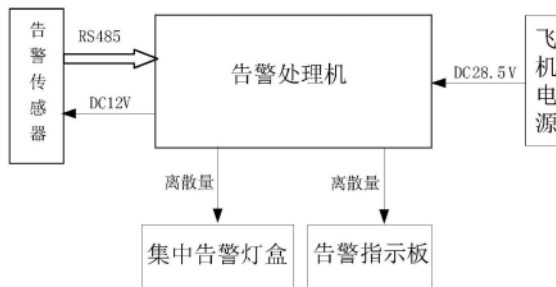 告警传感器
RS485
DC12V
告警处理机
DC28.5V
飞机电源
离散量
离散量
集中告警灯盒
告警指示板